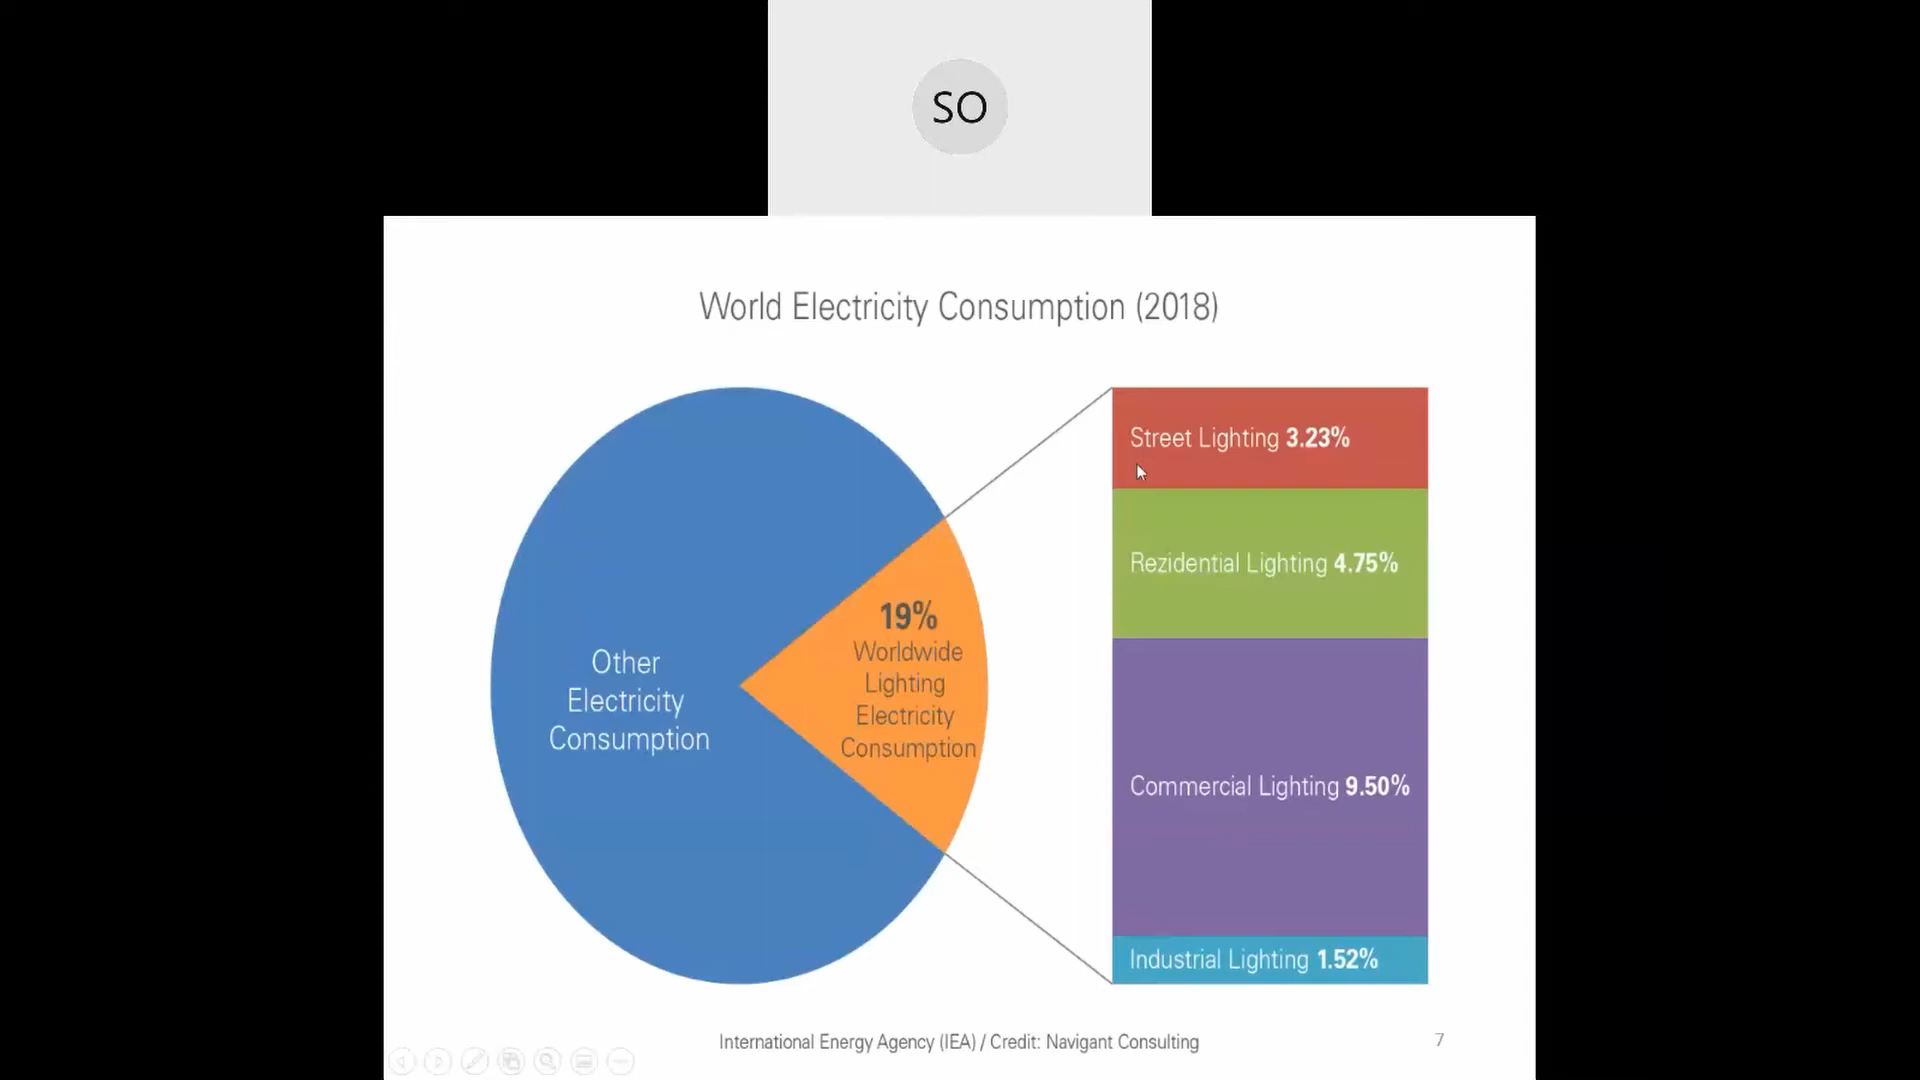 SO
World Electricity Consumption (2018)
Other
Electricity
Consumption
19%
Worldwide
Lighting
Electricity
Consumption
Street Lighting 3.23%
Rezidential Lighting 4.75%
Commercial Lighting 9.50%
Industrial Lighting 1.52%
International Energy Agency (IEA) / Credit: Navigant Consulting
7